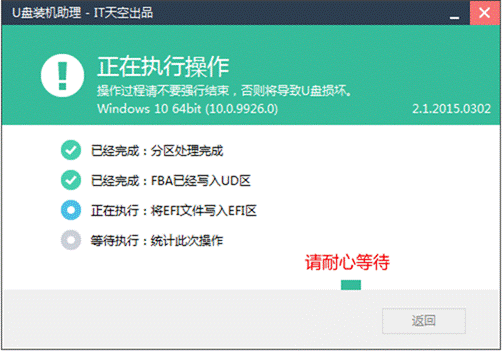 U盘装机助理 - IT天空出品
正在执行操作
操作过程请不要强行结束，否则将导致U盘损坏。
Windows 10 64bit (10.0.9926.0)
2.1.2015.0302
已经完成：分区处理完成
已经完成：FBA已经写入UD区
正在执行：将EFI文件写入EFI区
等待执行：统计此次操作
请耐心等待
返回